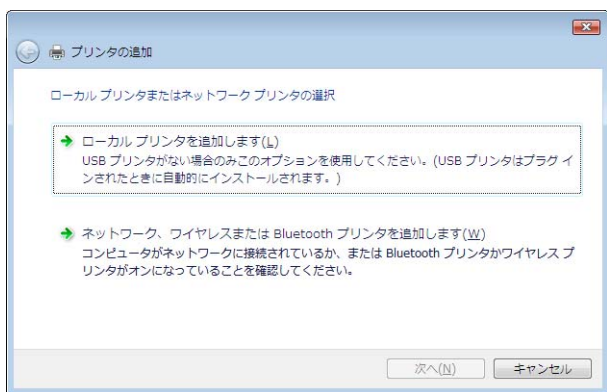 プリンタの追加
ローカル プリンタまたはネットワーク プリンタの選択
ローカル プリンタを追加します(L)
USB プリンタがない場合のみこのオプションを使用してください。(USB プリンタはプラグ イ
ンされたときに自動的にインストールされます。)
ネットワーク、ワイヤレスまたは Bluetooth プリンタを追加します(W)
コンピュータがネットワークに接続されているか、または Bluetooth プリンタかワイヤレス プ
リンタがオンになっていることを確認してください。
次へ(N) キャンセル